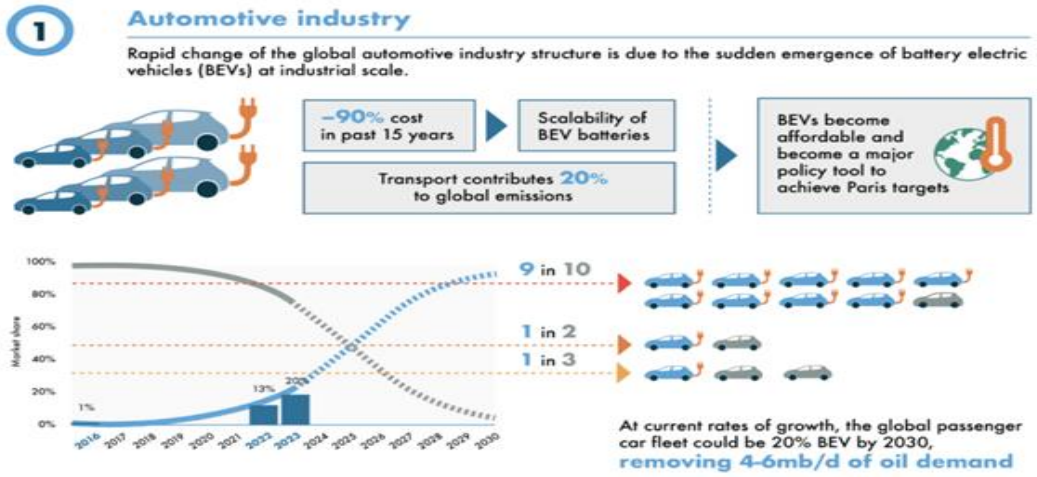 1
Automotive industry
Rapid change of the global automotive industry structure is due to the sudden emergence of battery electric
vehicles (BEVs) at industrial scale.
–90% cost
in past 15 years
Scalability of
BEV batteries
Transport contributes 20%
to global emissions
BEVs become
affordable and
become a major
policy tool to
achieve Paris targets
100%
80%
60%
40%
20%
0%
Market share
1%
13%
20%
2016 2017 2018 2019 2020 2021 2022 2023 2024 2025 2026 2027 2028 2029 2030
9 in 10
1 in 2
1 in 3
At current rates of growth, the global passenger
car fleet could be 20% BEV by 2030,
removing 4-6mb/d of oil demand